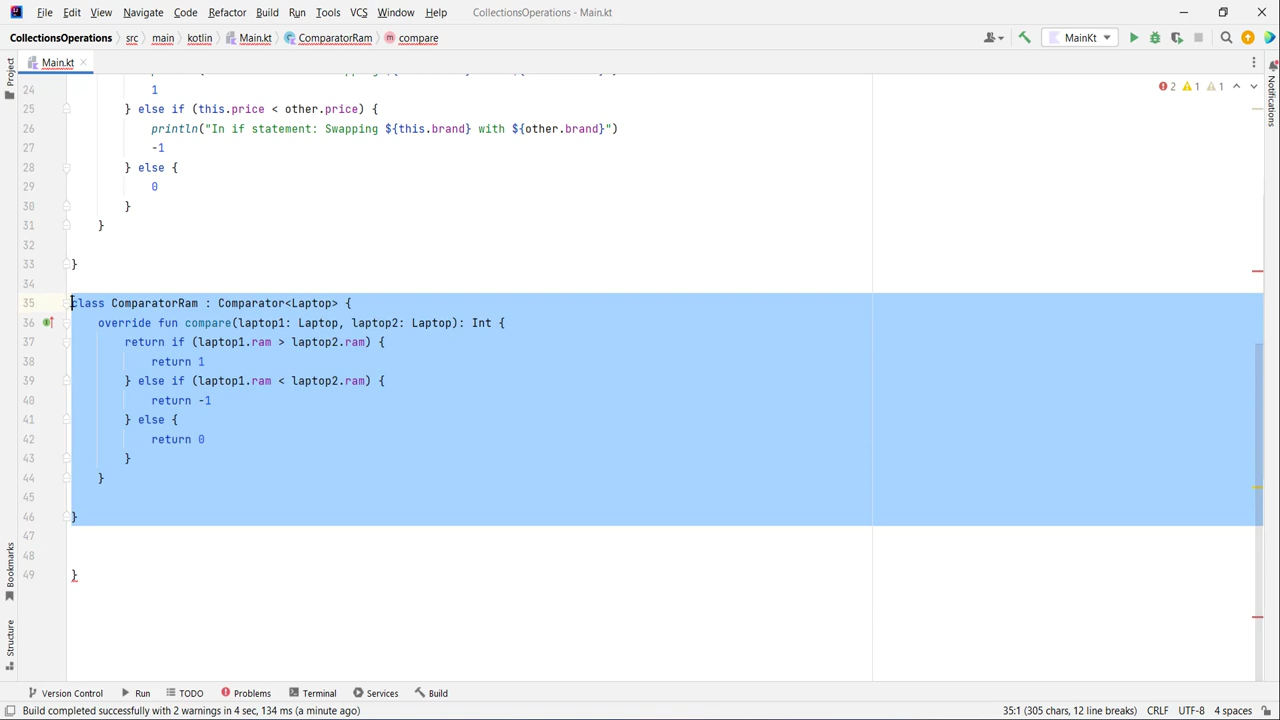 File Edit View Navigate Code Refactor Build Run Tools VCS Window Help CollectionsOperations - Main.kt
CollectionsOperations src main kotlin Main.kt ComparatorRam compare MainKt
Main.kt
Project
Notifications
2 1 1
24 1
25 } else if (this.price < other.price) {
26 println("In if statement: Swapping ${this.brand} with ${other.brand}")
27 -1
28 } else {
29 0
30 }
31 }
32
33 }
34
35 class ComparatorRam : Comparator<Laptop> {
36 override fun compare(laptop1: Laptop, laptop2: Laptop): Int {
37 return if (laptop1.ram > laptop2.ram) {
38 return 1
39 } else if (laptop1.ram < laptop2.ram) {
40 return -1
41 } else {
42 return 0
43 }
44 }
45
46 }
47
48
49 }
Bookmarks
Structure
Version Control Run TODO Problems Terminal Services Build
Build completed successfully with 2 warnings in 4 sec, 134 ms (a minute ago) 35:1 (305 chars, 12 line breaks) CRLF UTF-8 4 spaces